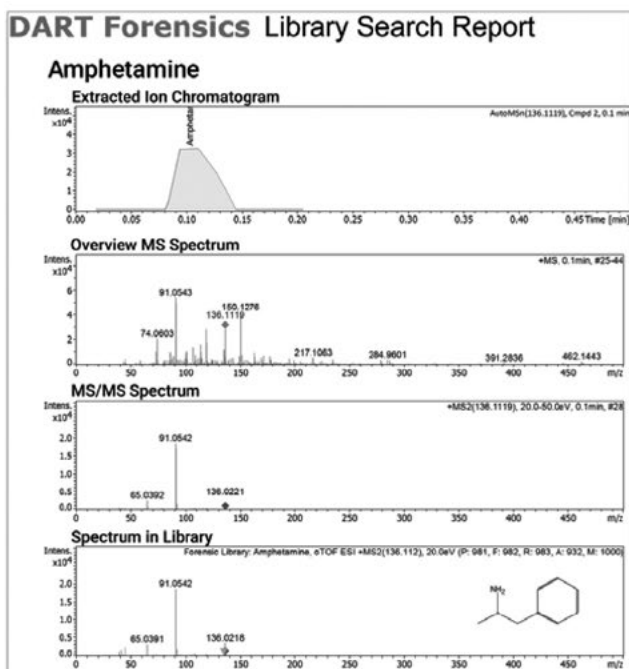 DART Forensics Library Search Report
Amphetamine
Extracted Ion Chromatogram
Intens.
x10⁴
AutoMSn(136.1119), Cmpd 2, 0.1 min
Amphetar
4
3
2
1
0
0.00 0.05 0.10 0.15 0.20 0.25 0.30 0.35 0.40 0.45 Time [min]
Overview MS Spectrum
Intens.
x10⁴
+MS, 0.1min, #25-44
6
4
2
0
91.0543
150.1276
136.1119
74.0603
217.1063
284.9601
391.2836
462.1443
0 50 100 150 200 250 300 350 400 450 m/z
MS/MS Spectrum
Intens.
x10⁴
+MS2(136.1119), 20.0-50.0eV, 0.1min, #28
2.0
1.5
1.0
0.5
0.0
91.0542
65.0392
136.0221
0 50 100 150 200 250 300 350 400 450 m/z
Spectrum in Library
Intens.
x10⁴
Forensic Library: Amphetamine, oTOF ESI +MS2(136.112), 20.0eV (P: 981, F: 982, R: 983, A: 932, M: 1000)
2.0
1.5
1.0
0.5
0.0
91.0542
65.0391
136.0218
NH₂
0 50 100 150 200 250 300 350 400 450 m/z